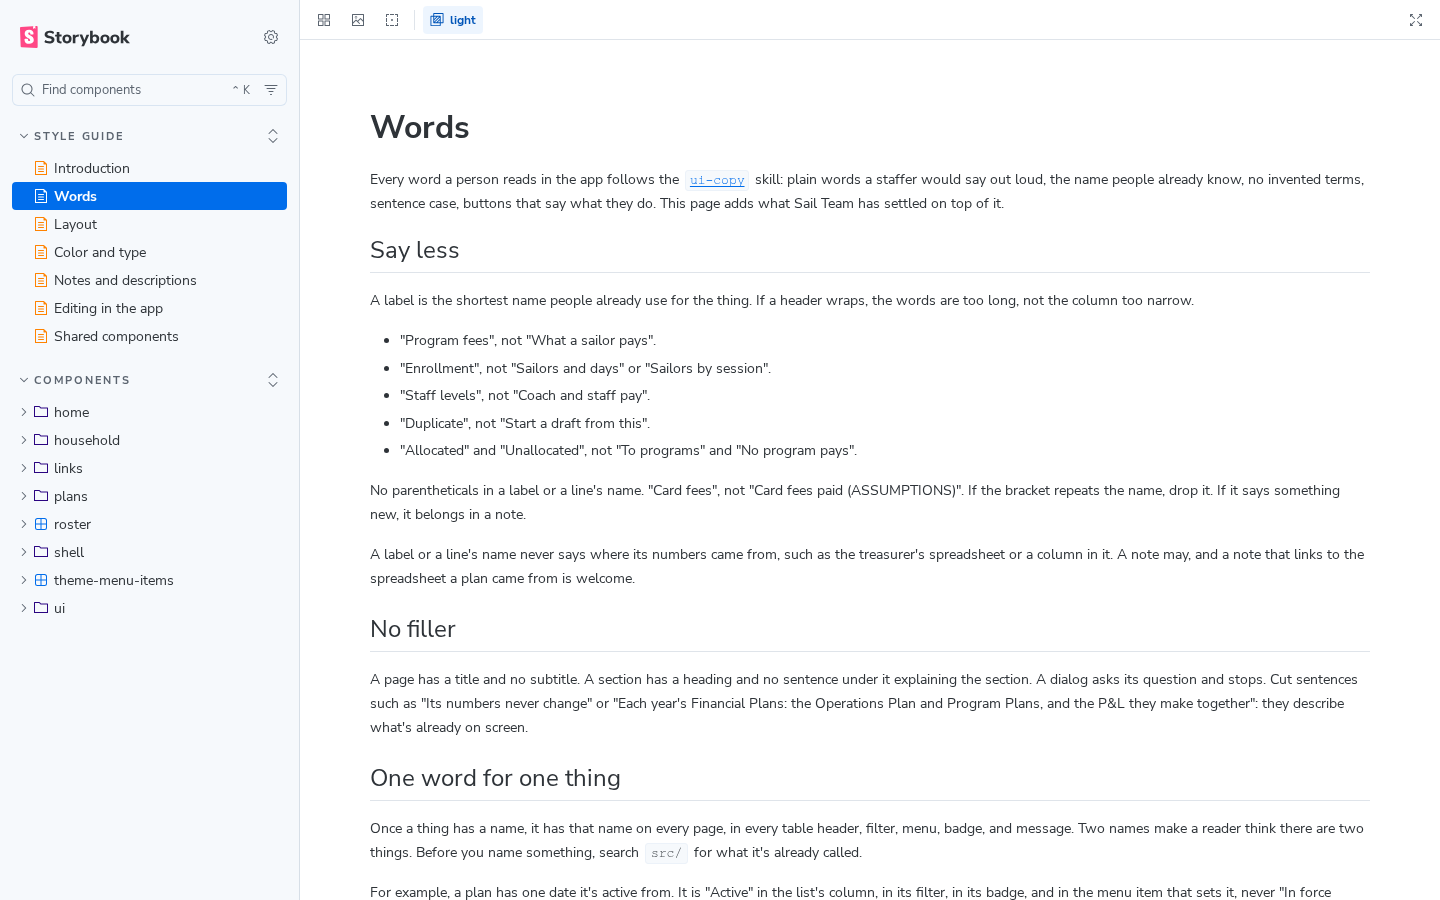 Storybook
Find components
⌃ K
STYLE GUIDE
Introduction
Words
Layout
Color and type
Notes and descriptions
Editing in the app
Shared components
COMPONENTS
home
household
links
plans
roster
shell
theme-menu-items
ui
light
Words
Every word a person reads in the app follows the ui-copy skill: plain words a staffer would say out loud, the name people already know, no invented terms,
sentence case, buttons that say what they do. This page adds what Sail Team has settled on top of it.
Say less
A label is the shortest name people already use for the thing. If a header wraps, the words are too long, not the column too narrow.
• "Program fees", not "What a sailor pays".
• "Enrollment", not "Sailors and days" or "Sailors by session".
• "Staff levels", not "Coach and staff pay".
• "Duplicate", not "Start a draft from this".
• "Allocated" and "Unallocated", not "To programs" and "No program pays".
No parentheticals in a label or a line's name. "Card fees", not "Card fees paid (ASSUMPTIONS)". If the bracket repeats the name, drop it. If it says something
new, it belongs in a note.
A label or a line's name never says where its numbers came from, such as the treasurer's spreadsheet or a column in it. A note may, and a note that links to the
spreadsheet a plan came from is welcome.
No filler
A page has a title and no subtitle. A section has a heading and no sentence under it explaining the section. A dialog asks its question and stops. Cut sentences
such as "Its numbers never change" or "Each year's Financial Plans: the Operations Plan and Program Plans, and the P&L they make together": they describe
what's already on screen.
One word for one thing
Once a thing has a name, it has that name on every page, in every table header, filter, menu, badge, and message. Two names make a reader think there are two
things. Before you name something, search src/ for what it's already called.
For example, a plan has one date it's active from. It is "Active" in the list's column, in its filter, in its badge, and in the menu item that sets it, never "In force